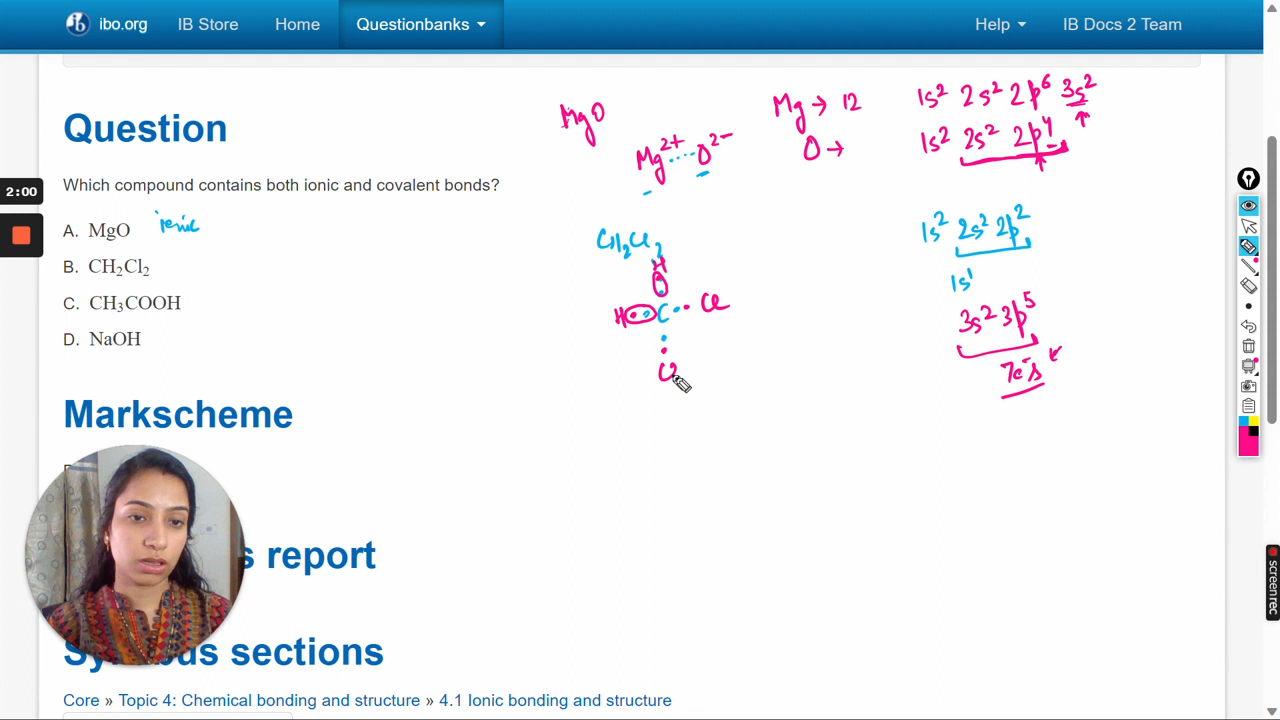 ibo.org IB Store Home Questionbanks Help IB Docs 2 Team
Question
Which compound contains both ionic and covalent bonds?
A. MgO ionic
B. CH₂Cl₂
C. CH₃COOH
D. NaOH
MgO
Mg²⁺ O²⁻
Mg → 12
O →
1s² 2s² 2p⁶ 3s²
1s² 2s² 2p⁴
CH₂Cl₂
H
H C Cl
1s² 2s² 2p²
1s¹
3s² 3p⁵
7e⁻s
2:00
Markscheme
s report
Sy us sections
Core » Topic 4: Chemical bonding and structure » 4.1 Ionic bonding and structure
screenrec